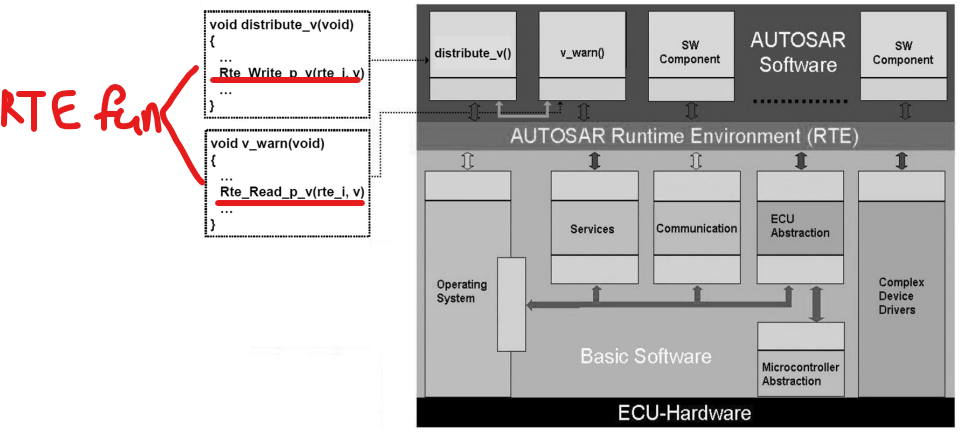 void distribute_v(void)
{
...
Rte_Write_p_v(rte_i, v)
...
}
RTE fun
void v_warn(void)
{
...
Rte_Read_p_v(rte_i, v)
...
}
distribute_v()
v_warn()
SW
Component
AUTOSAR
Software
SW
Component
AUTOSAR Runtime Environment (RTE)
Operating
System
Services
Communication
ECU
Abstraction
Complex
Device
Drivers
Basic Software
Microcontroller
Abstraction
ECU-Hardware